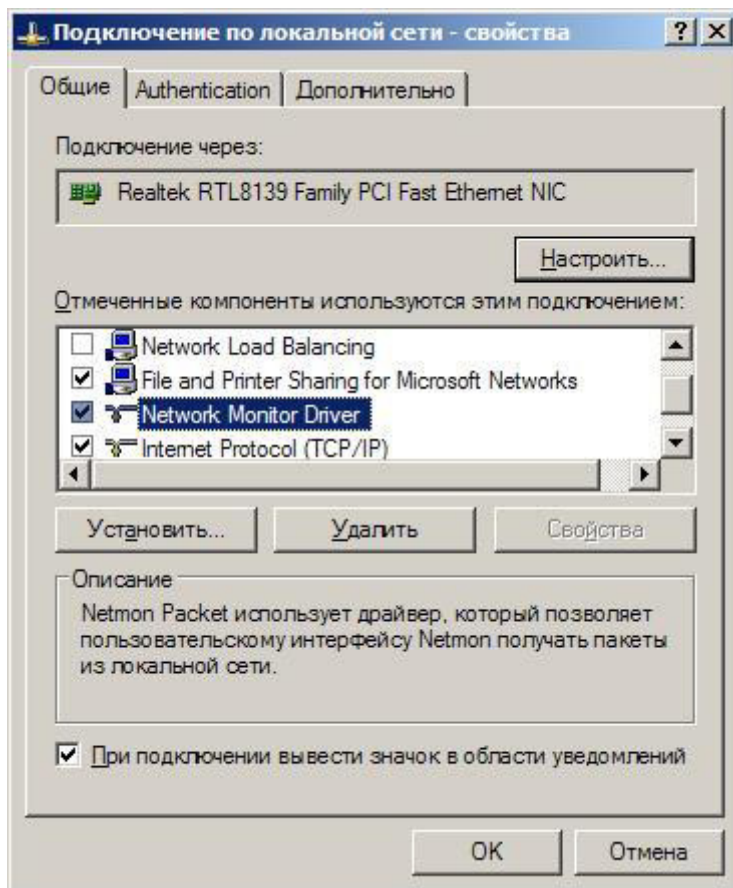 Подключение по локальной сети - свойства
Общие
Authentication
Дополнительно
Подключение через:
Realtek RTL8139 Family PCI Fast Ethernet NIC
Настроить...
Отмеченные компоненты используются этим подключением:
Network Load Balancing
File and Printer Sharing for Microsoft Networks
Network Monitor Driver
Internet Protocol (TCP/IP)
Установить...
Удалить
Свойства
Описание
Netmon Packet использует драйвер, который позволяет
пользовательскому интерфейсу Netmon получать пакеты
из локальной сети.
При подключении вывести значок в области уведомлений
OK
Отмена